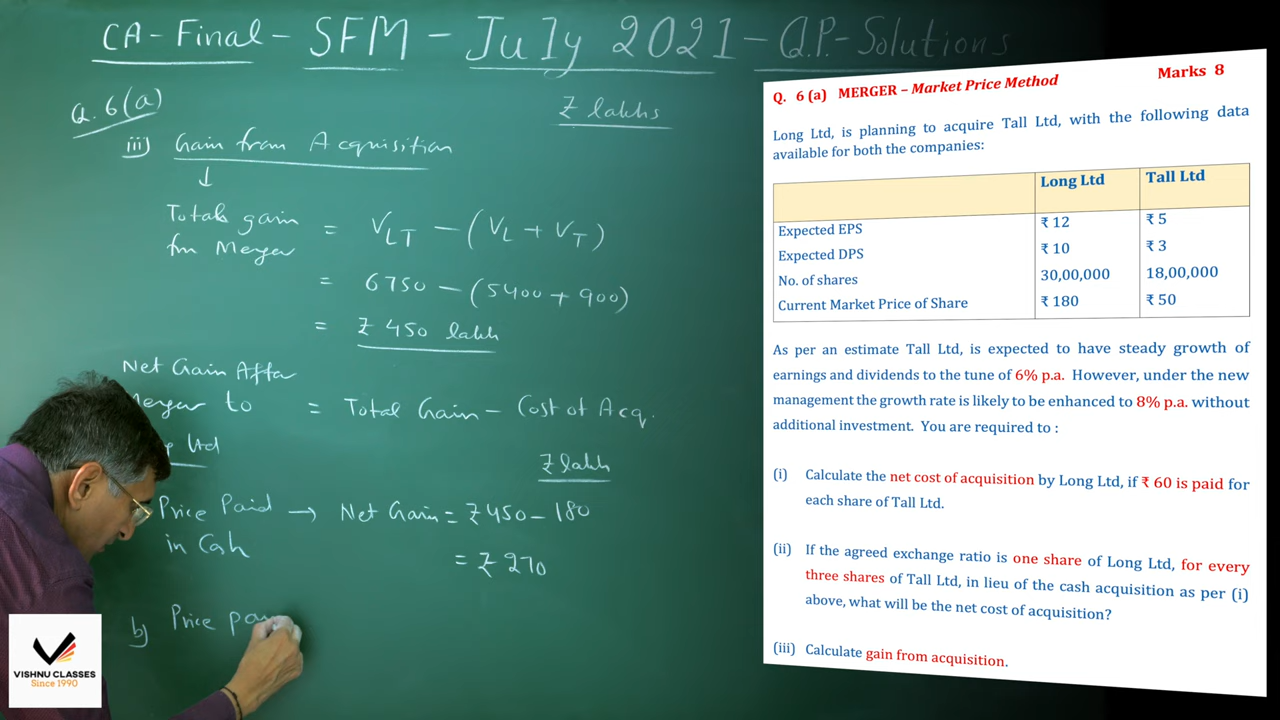 CA-Final - SFM - July 2021 - Q.P.-Solutions
Q. 6(a)
₹ lakhs
iii) Gain from Acquisition
↓
Total gain
from Merger
= V_LT − (V_L + V_T)
= 6750 − (5400 + 900)
= ₹ 450 lakh
Net Gain After
Merger to
Ltd
= Total Gain − Cost of Acq.
₹ lakh
Price Paid
in Cash
→ Net Gain = ₹ 450 − 180
= ₹ 270
b) Price pa
VISHNU CLASSES
Since 1990
Q. 6 (a) MERGER – Market Price Method Marks 8
Long Ltd, is planning to acquire Tall Ltd, with the following data
available for both the companies:
Long Ltd Tall Ltd
Expected EPS ₹ 12 ₹ 5
Expected DPS ₹ 10 ₹ 3
No. of shares 30,00,000 18,00,000
Current Market Price of Share ₹ 180 ₹ 50
As per an estimate Tall Ltd, is expected to have steady growth of
earnings and dividends to the tune of 6% p.a. However, under the new
management the growth rate is likely to be enhanced to 8% p.a. without
additional investment. You are required to :
(i) Calculate the net cost of acquisition by Long Ltd, if ₹ 60 is paid for
each share of Tall Ltd.
(ii) If the agreed exchange ratio is one share of Long Ltd, for every
three shares of Tall Ltd, in lieu of the cash acquisition as per (i)
above, what will be the net cost of acquisition?
(iii) Calculate gain from acquisition.